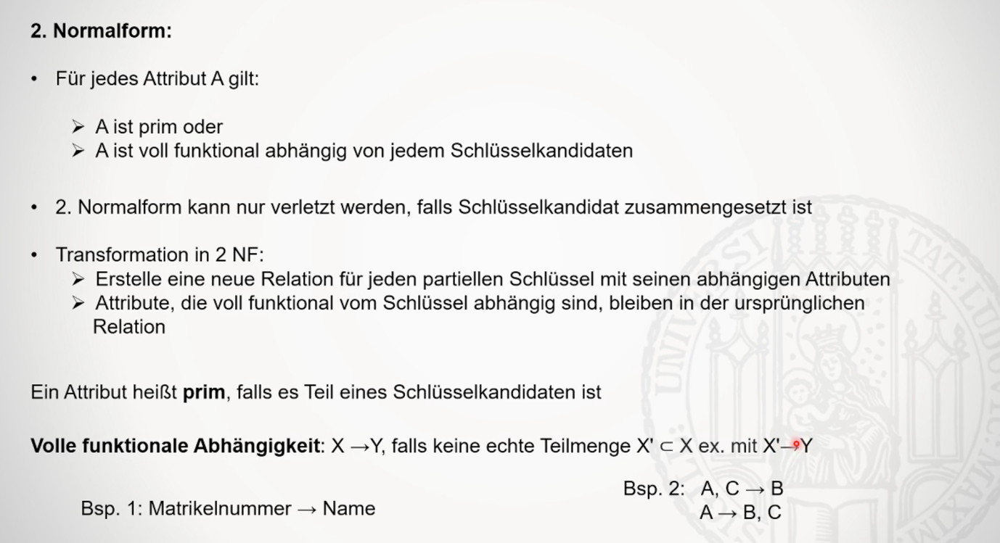 2. Normalform:
• Für jedes Attribut A gilt:
➢ A ist prim oder
➢ A ist voll funktional abhängig von jedem Schlüsselkandidaten
• 2. Normalform kann nur verletzt werden, falls Schlüsselkandidat zusammengesetzt ist
• Transformation in 2 NF:
➢ Erstelle eine neue Relation für jeden partiellen Schlüssel mit seinen abhängigen Attributen
➢ Attribute, die voll funktional vom Schlüssel abhängig sind, bleiben in der ursprünglichen
Relation
Ein Attribut heißt prim, falls es Teil eines Schlüsselkandidaten ist
Volle funktionale Abhängigkeit: X →Y, falls keine echte Teilmenge X' ⊂ X ex. mit X'→Y
Bsp. 1: Matrikelnummer → Name
Bsp. 2: A, C → B
A → B, C